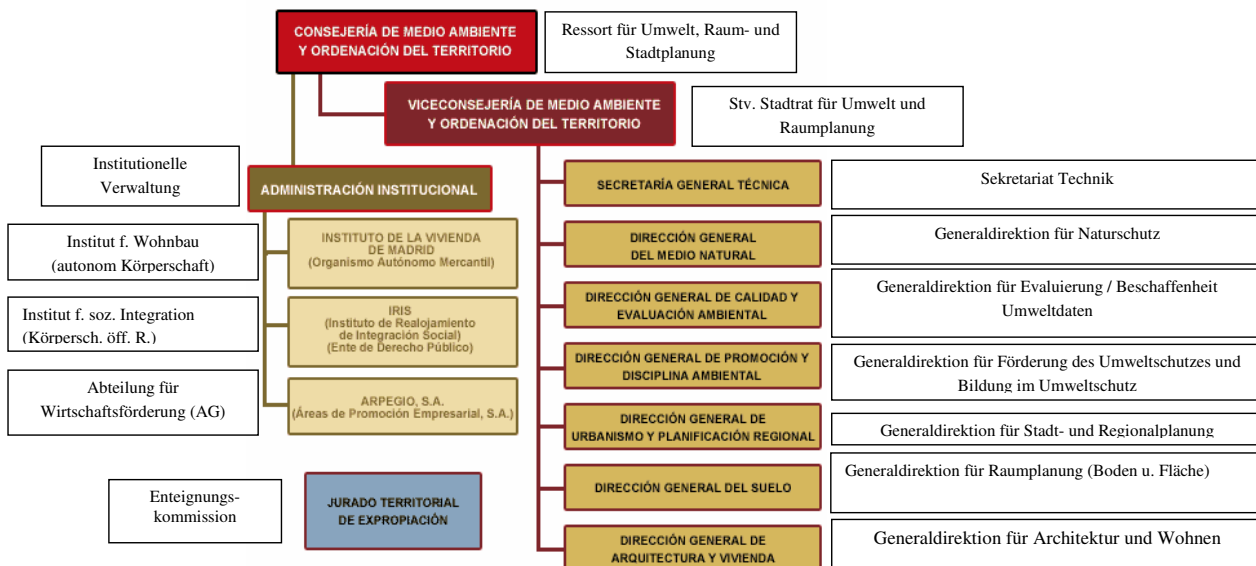 CONSEJERÍA DE MEDIO AMBIENTE
Y ORDENACIÓN DEL TERRITORIO
Ressort für Umwelt, Raum- und
Stadtplanung
VICECONSEJERÍA DE MEDIO AMBIENTE
Y ORDENACIÓN DEL TERRITORIO
Stv. Stadtrat für Umwelt und
Raumplanung
Institutionelle
Verwaltung
ADMINISTRACIÓN INSTITUCIONAL
SECRETARÍA GENERAL TÉCNICA
Sekretariat Technik
Institut f. Wohnbau
(autonom Körperschaft)
INSTITUTO DE LA VIVIENDA
DE MADRID
(Organismo Autónomo Mercantil)
DIRECCIÓN GENERAL
DEL MEDIO NATURAL
Generaldirektion für Naturschutz
Institut f. soz. Integration
(Körpersch. öff. R.)
IRIS
(Instituto de Realojamiento
de Integración Social)
(Ente de Derecho Público)
DIRECCIÓN GENERAL DE CALIDAD Y
EVALUACIÓN AMBIENTAL
Generaldirektion für Evaluierung / Beschaffenheit
Umweltdaten
Abteilung für
Wirtschaftsförderung (AG)
ARPEGIO, S.A.
(Áreas de Promoción Empresarial, S.A.)
DIRECCIÓN GENERAL DE PROMOCIÓN Y
DISCIPLINA AMBIENTAL
Generaldirektion für Förderung des Umweltschutzes und
Bildung im Umweltschutz
DIRECCIÓN GENERAL DE
URBANISMO Y PLANIFICACIÓN REGIONAL
Generaldirektion für Stadt- und Regionalplanung
Enteignungs-
kommission
JURADO TERRITORIAL
DE EXPROPIACIÓN
DIRECCIÓN GENERAL DEL SUELO
Generaldirektion für Raumplanung (Boden u. Fläche)
DIRECCIÓN GENERAL DE
ARQUITECTURA Y VIVIENDA
Generaldirektion für Architektur und Wohnen